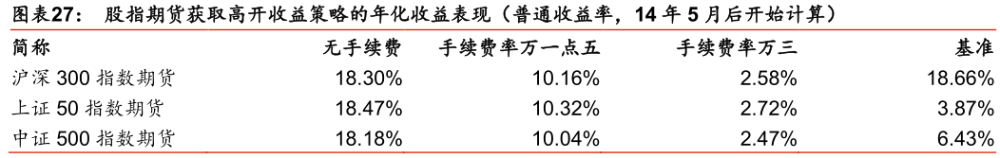 图表27： 股指期货获取高开收益策略的年化收益表现（普通收益率，14 年 5 月后开始计算）
简称 无手续费 手续费率万一点五 手续费率万三 基准
沪深 300 指数期货 18.30% 10.16% 2.58% 18.66%
上证 50 指数期货 18.47% 10.32% 2.72% 3.87%
中证 500 指数期货 18.18% 10.04% 2.47% 6.43%